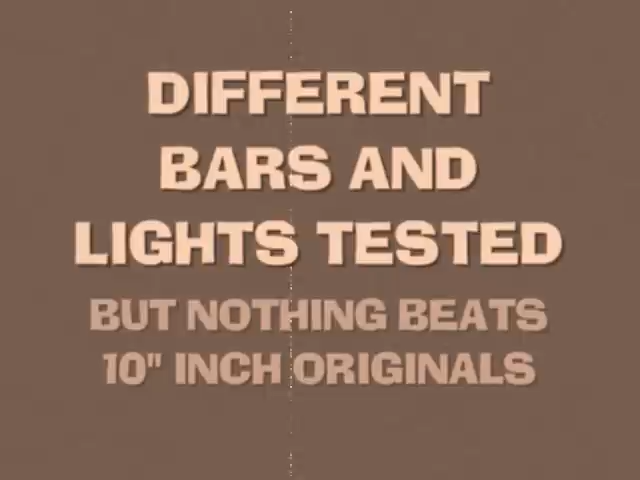 DIFFERENT
BARS AND
LIGHTS TESTED
BUT NOTHING BEATS
10" INCH ORIGINALS